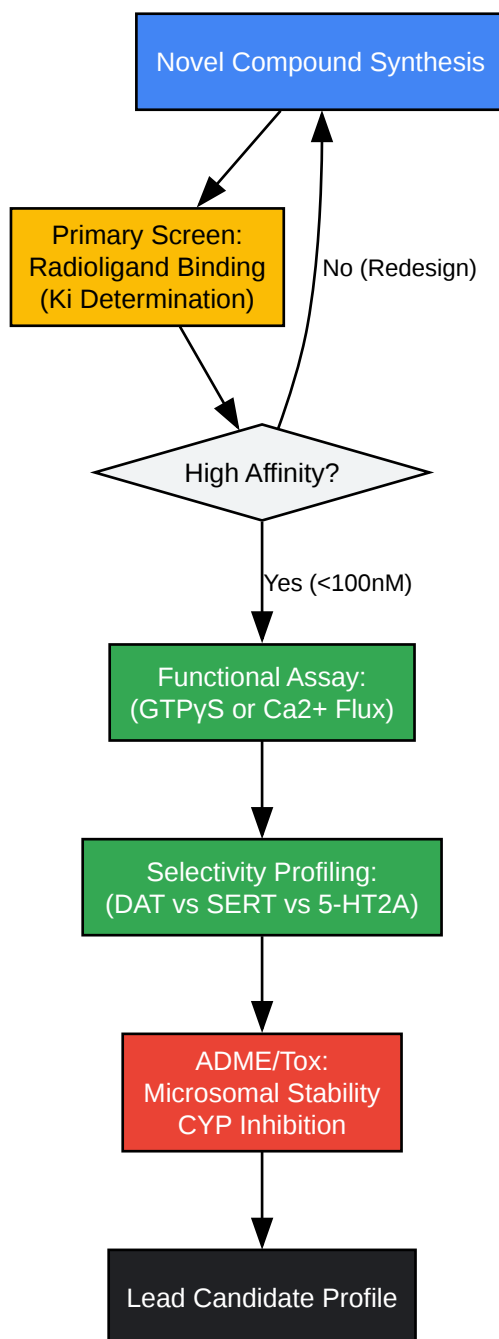 Novel Compound Synthesis
Primary Screen:
Radioligand Binding
(Ki Determination)
No (Redesign)
High Affinity?
Yes (<100nM)
Functional Assay:
(GTPγS or Ca2+ Flux)
Selectivity Profiling:
(DAT vs SERT vs 5-HT2A)
ADME/Tox:
Microsomal Stability
CYP Inhibition
Lead Candidate Profile